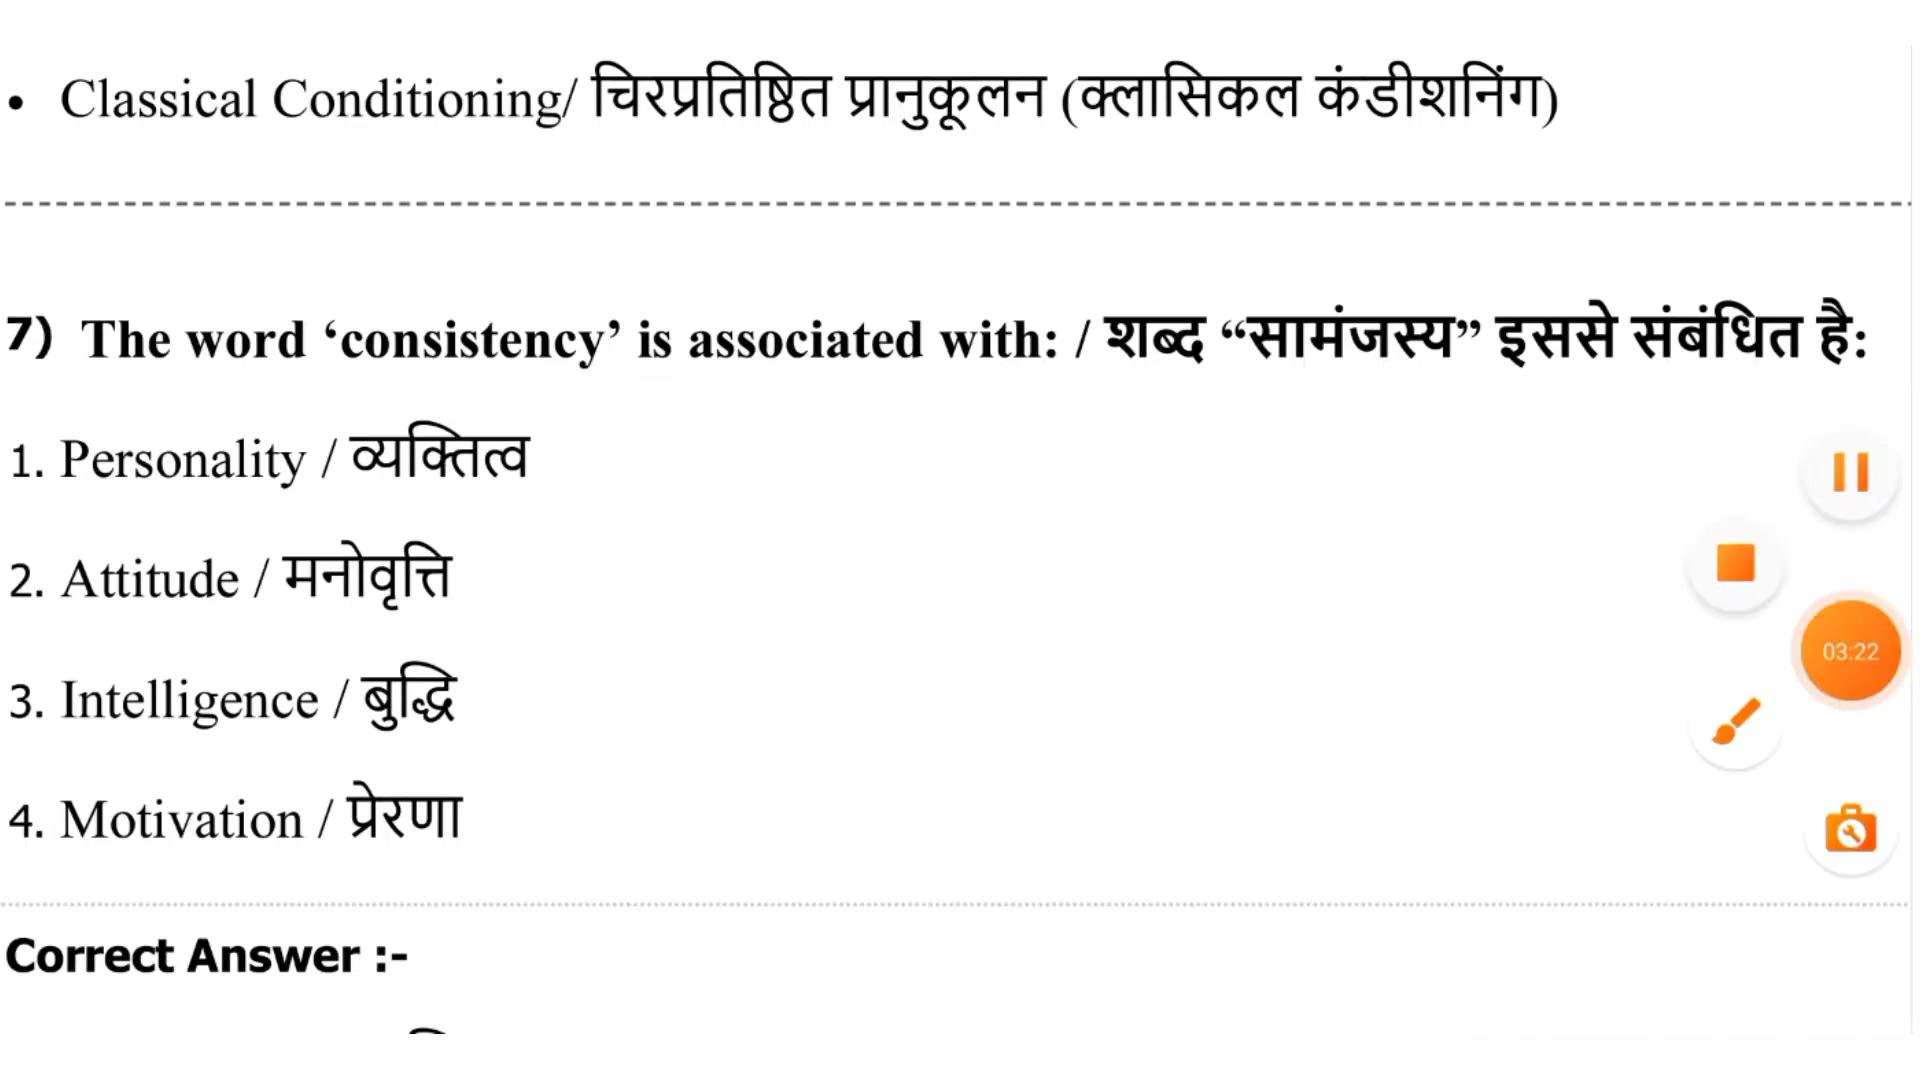 • Classical Conditioning/ चिरप्रतिष्ठित प्रानुकूलन (क्लासिकल कंडीशनिंग)
7) The word ‘consistency’ is associated with: / शब्द “सामंजस्य” इससे संबंधित है:
1. Personality / व्यक्तित्व
2. Attitude / मनोवृत्ति
3. Intelligence / बुद्धि
4. Motivation / प्रेरणा
03:22
Correct Answer :-